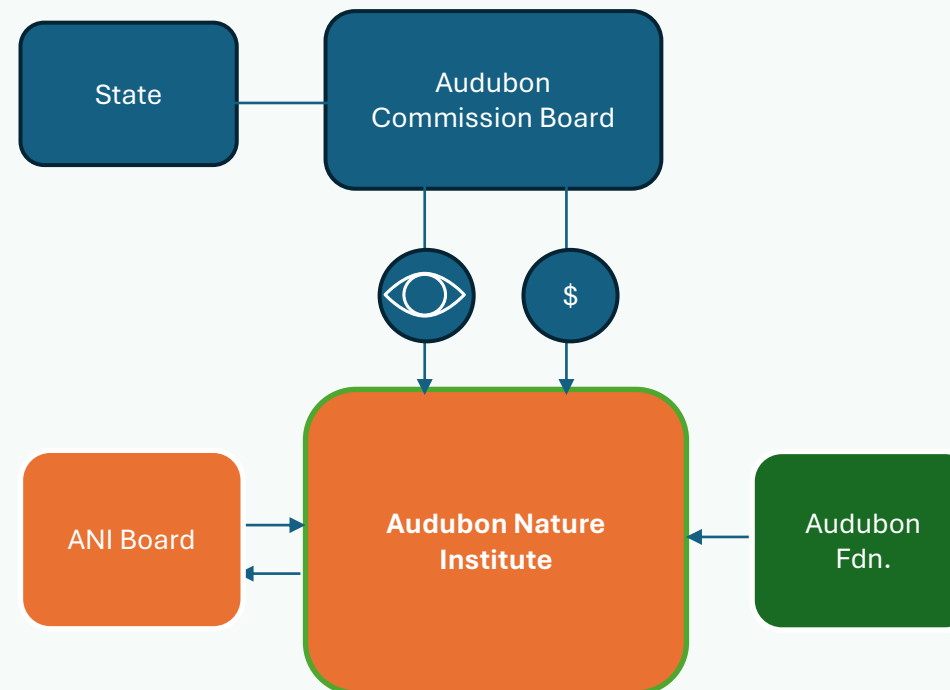 State
Audubon
Commission Board
$
ANI Board
Audubon Nature
Institute
Audubon
Fdn.